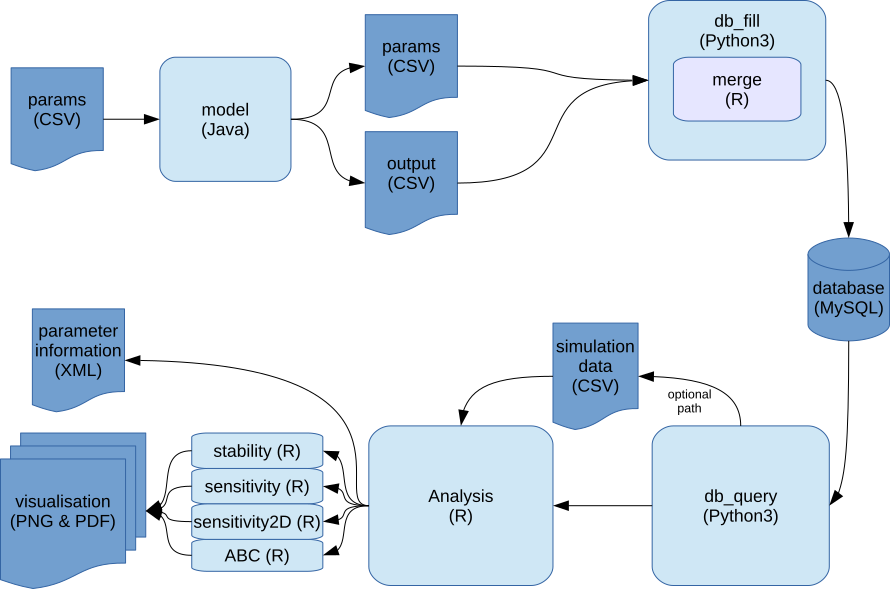 params
(CSV)
model
(Java)
params
(CSV)
output
(CSV)
db_fill
(Python3)
merge
(R)
database
(MySQL)
parameter
information
(XML)
simulation
data
(CSV)
optional
path
visualisation
(PNG & PDF)
stability (R)
sensitivity (R)
sensitivity2D (R)
ABC (R)
Analysis
(R)
db_query
(Python3)